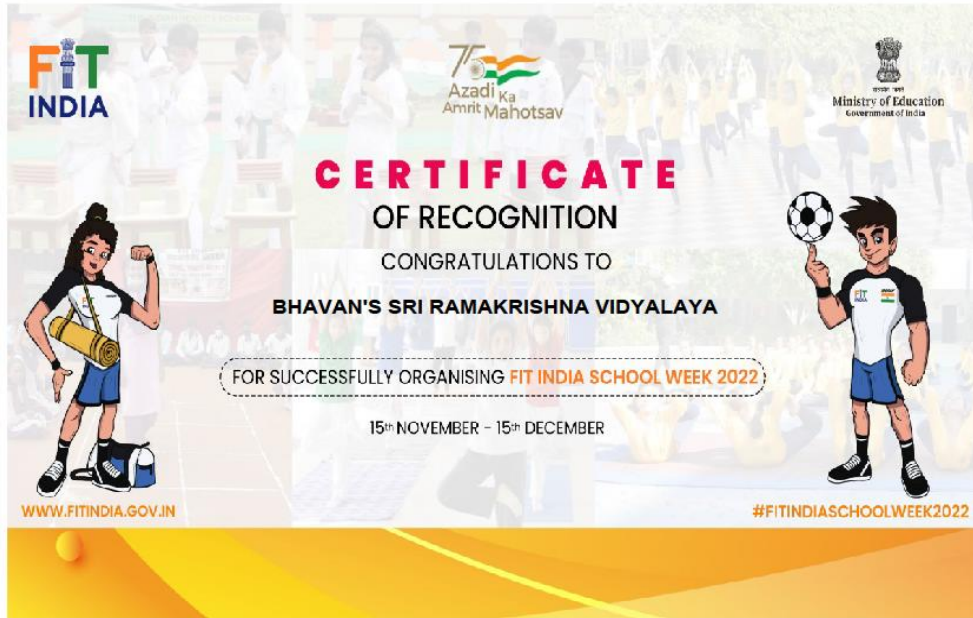 FIT
INDIA
75
Azadi Ka
Amrit Mahotsav
Ministry of Education
Government of India
CERTIFICATE
OF RECOGNITION
CONGRATULATIONS TO
BHAVAN'S SRI RAMAKRISHNA VIDYALAYA
FIT
INDIA
FOR SUCCESSFULLY ORGANISING FIT INDIA SCHOOL WEEK 2022
15th NOVEMBER - 15th DECEMBER
WWW.FITINDIA.GOV.IN
#FITINDIASCHOOLWEEK2022